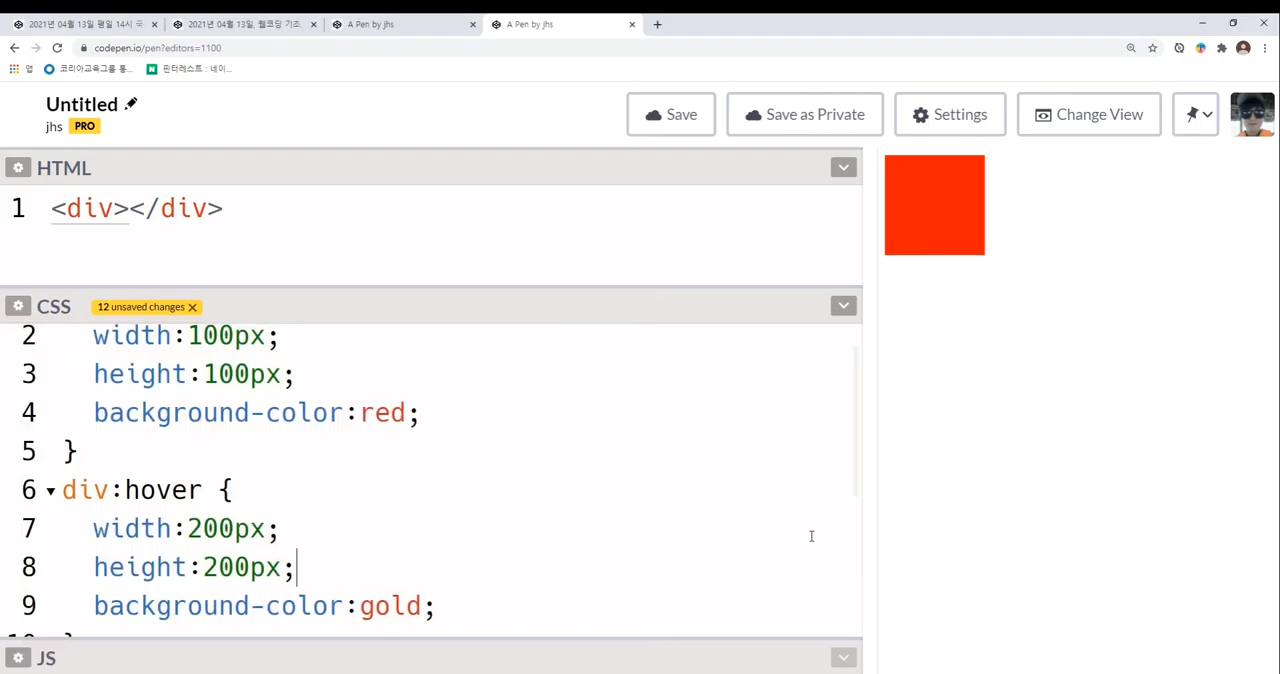 2021년 04월 13일 평일 14시 국
2021년 04월 13일, 웹코딩 기초
A Pen by jhs
A Pen by jhs
codepen.io/pen?editors=1100
앱
코리아교육그룹 통...
핀터레스트 : 네이...
Untitled
jhs PRO
Save
Save as Private
Settings
Change View
HTML
1 <div></div>
CSS 12 unsaved changes
2 width:100px;
3 height:100px;
4 background-color:red;
5 }
6 div:hover {
7 width:200px;
8 height:200px;
9 background-color:gold;
10 }
JS